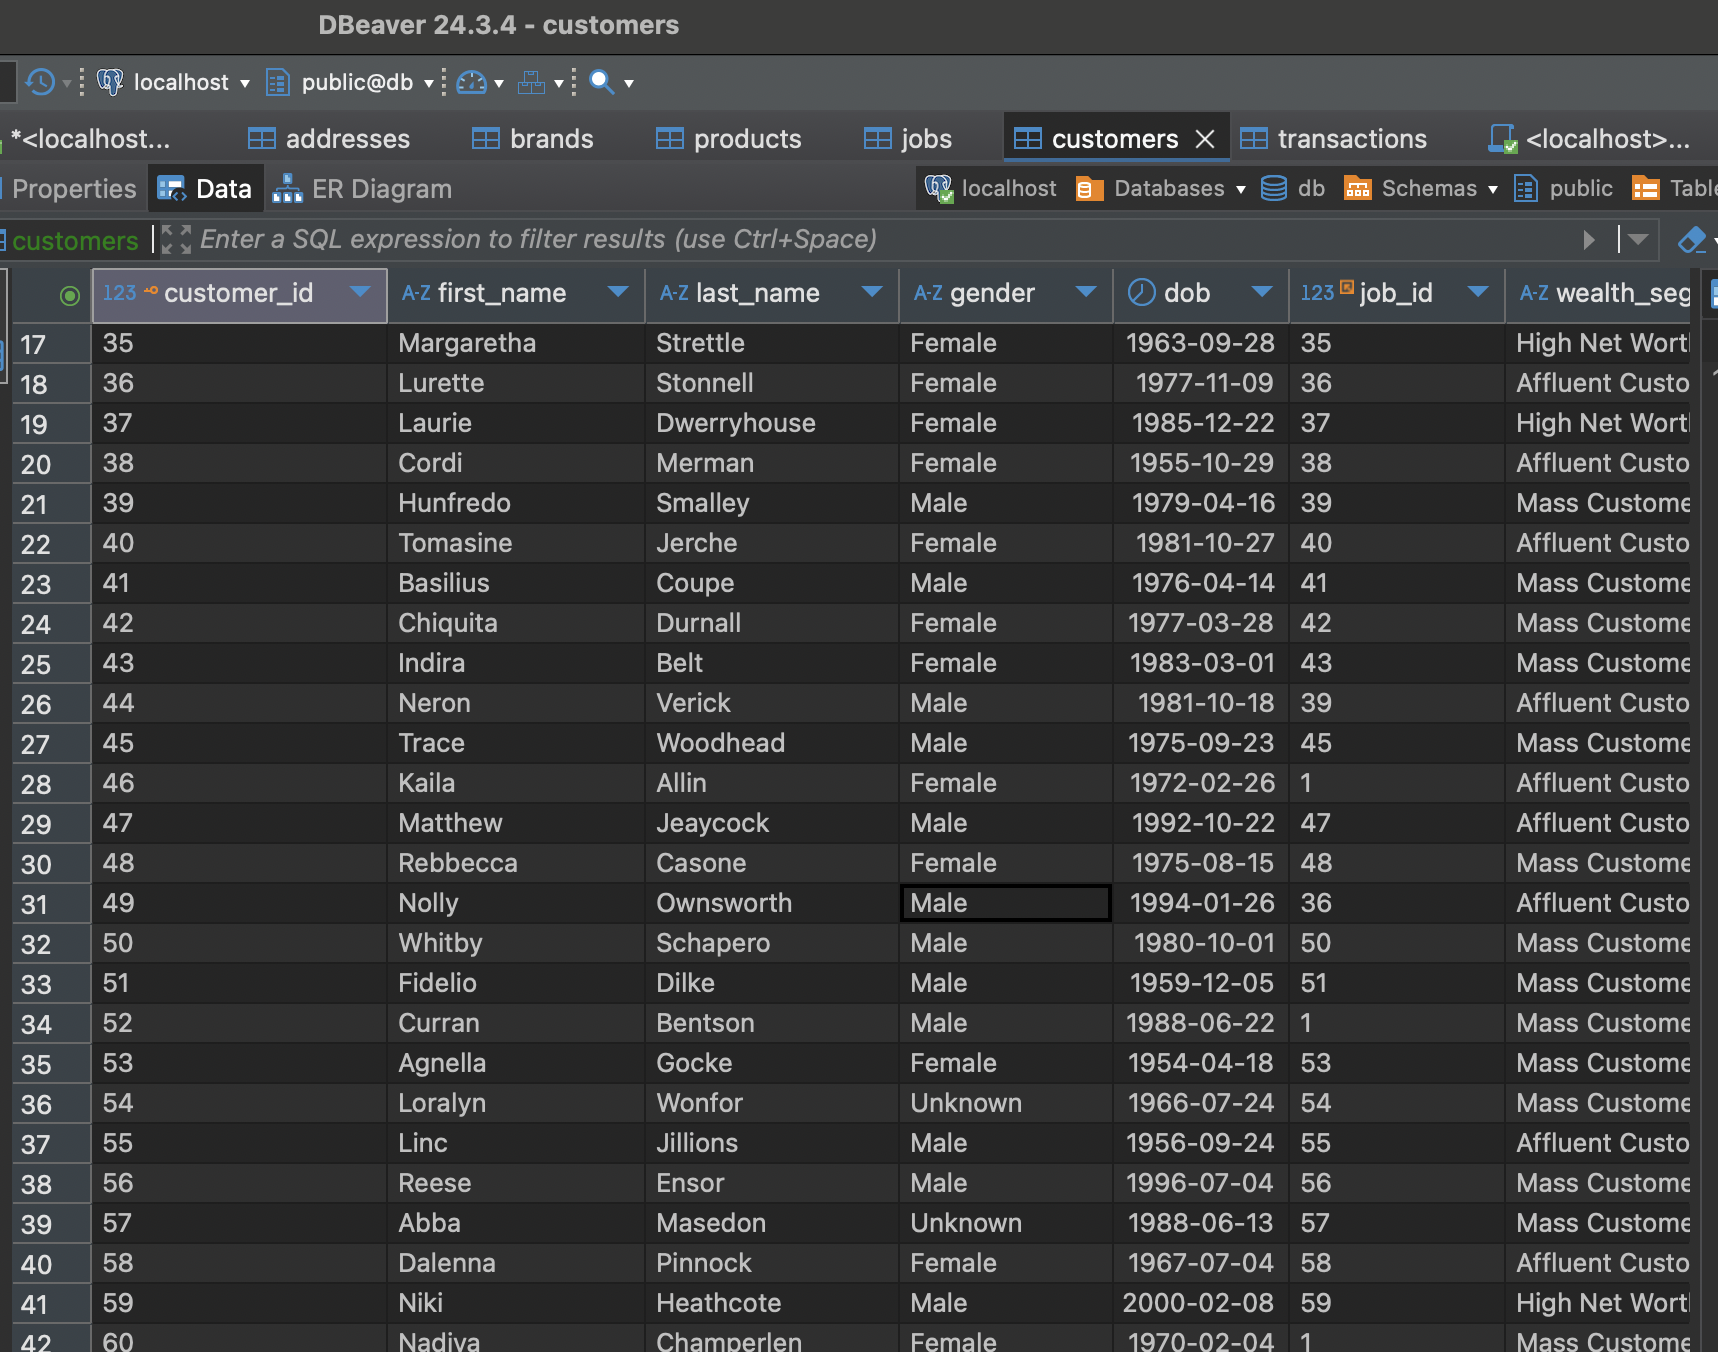 DBeaver 24.3.4 - customers
localhost public@db
*<localhost... addresses brands products jobs customers transactions <localhost>...
Properties Data ER Diagram localhost Databases db Schemas public Table
customers Enter a SQL expression to filter results (use Ctrl+Space)
123 customer_id A-Z first_name A-Z last_name A-Z gender dob 123 job_id A-Z wealth_seg
17 35 Margaretha Strettle Female 1963-09-28 35 High Net Wort
18 36 Lurette Stonnell Female 1977-11-09 36 Affluent Custo
19 37 Laurie Dwerryhouse Female 1985-12-22 37 High Net Wort
20 38 Cordi Merman Female 1955-10-29 38 Affluent Custo
21 39 Hunfredo Smalley Male 1979-04-16 39 Mass Custome
22 40 Tomasine Jerche Female 1981-10-27 40 Affluent Custo
23 41 Basilius Coupe Male 1976-04-14 41 Mass Custome
24 42 Chiquita Durnall Female 1977-03-28 42 Mass Custome
25 43 Indira Belt Female 1983-03-01 43 Mass Custome
26 44 Neron Verick Male 1981-10-18 39 Affluent Custo
27 45 Trace Woodhead Male 1975-09-23 45 Mass Custome
28 46 Kaila Allin Female 1972-02-26 1 Affluent Custo
29 47 Matthew Jeaycock Male 1992-10-22 47 Affluent Custo
30 48 Rebbecca Casone Female 1975-08-15 48 Mass Custome
31 49 Nolly Ownsworth Male 1994-01-26 36 Affluent Custo
32 50 Whitby Schapero Male 1980-10-01 50 Mass Custome
33 51 Fidelio Dilke Male 1959-12-05 51 Mass Custome
34 52 Curran Bentson Male 1988-06-22 1 Mass Custome
35 53 Agnella Gocke Female 1954-04-18 53 Mass Custome
36 54 Loralyn Wonfor Unknown 1966-07-24 54 Mass Custome
37 55 Linc Jillions Male 1956-09-24 55 Affluent Custo
38 56 Reese Ensor Male 1996-07-04 56 Mass Custome
39 57 Abba Masedon Unknown 1988-06-13 57 Mass Custome
40 58 Dalenna Pinnock Female 1967-07-04 58 Affluent Custo
41 59 Niki Heathcote Male 2000-02-08 59 High Net Wort
42 60 Nadiya Champerlen Female 1970-02-04 1 Mass Custome